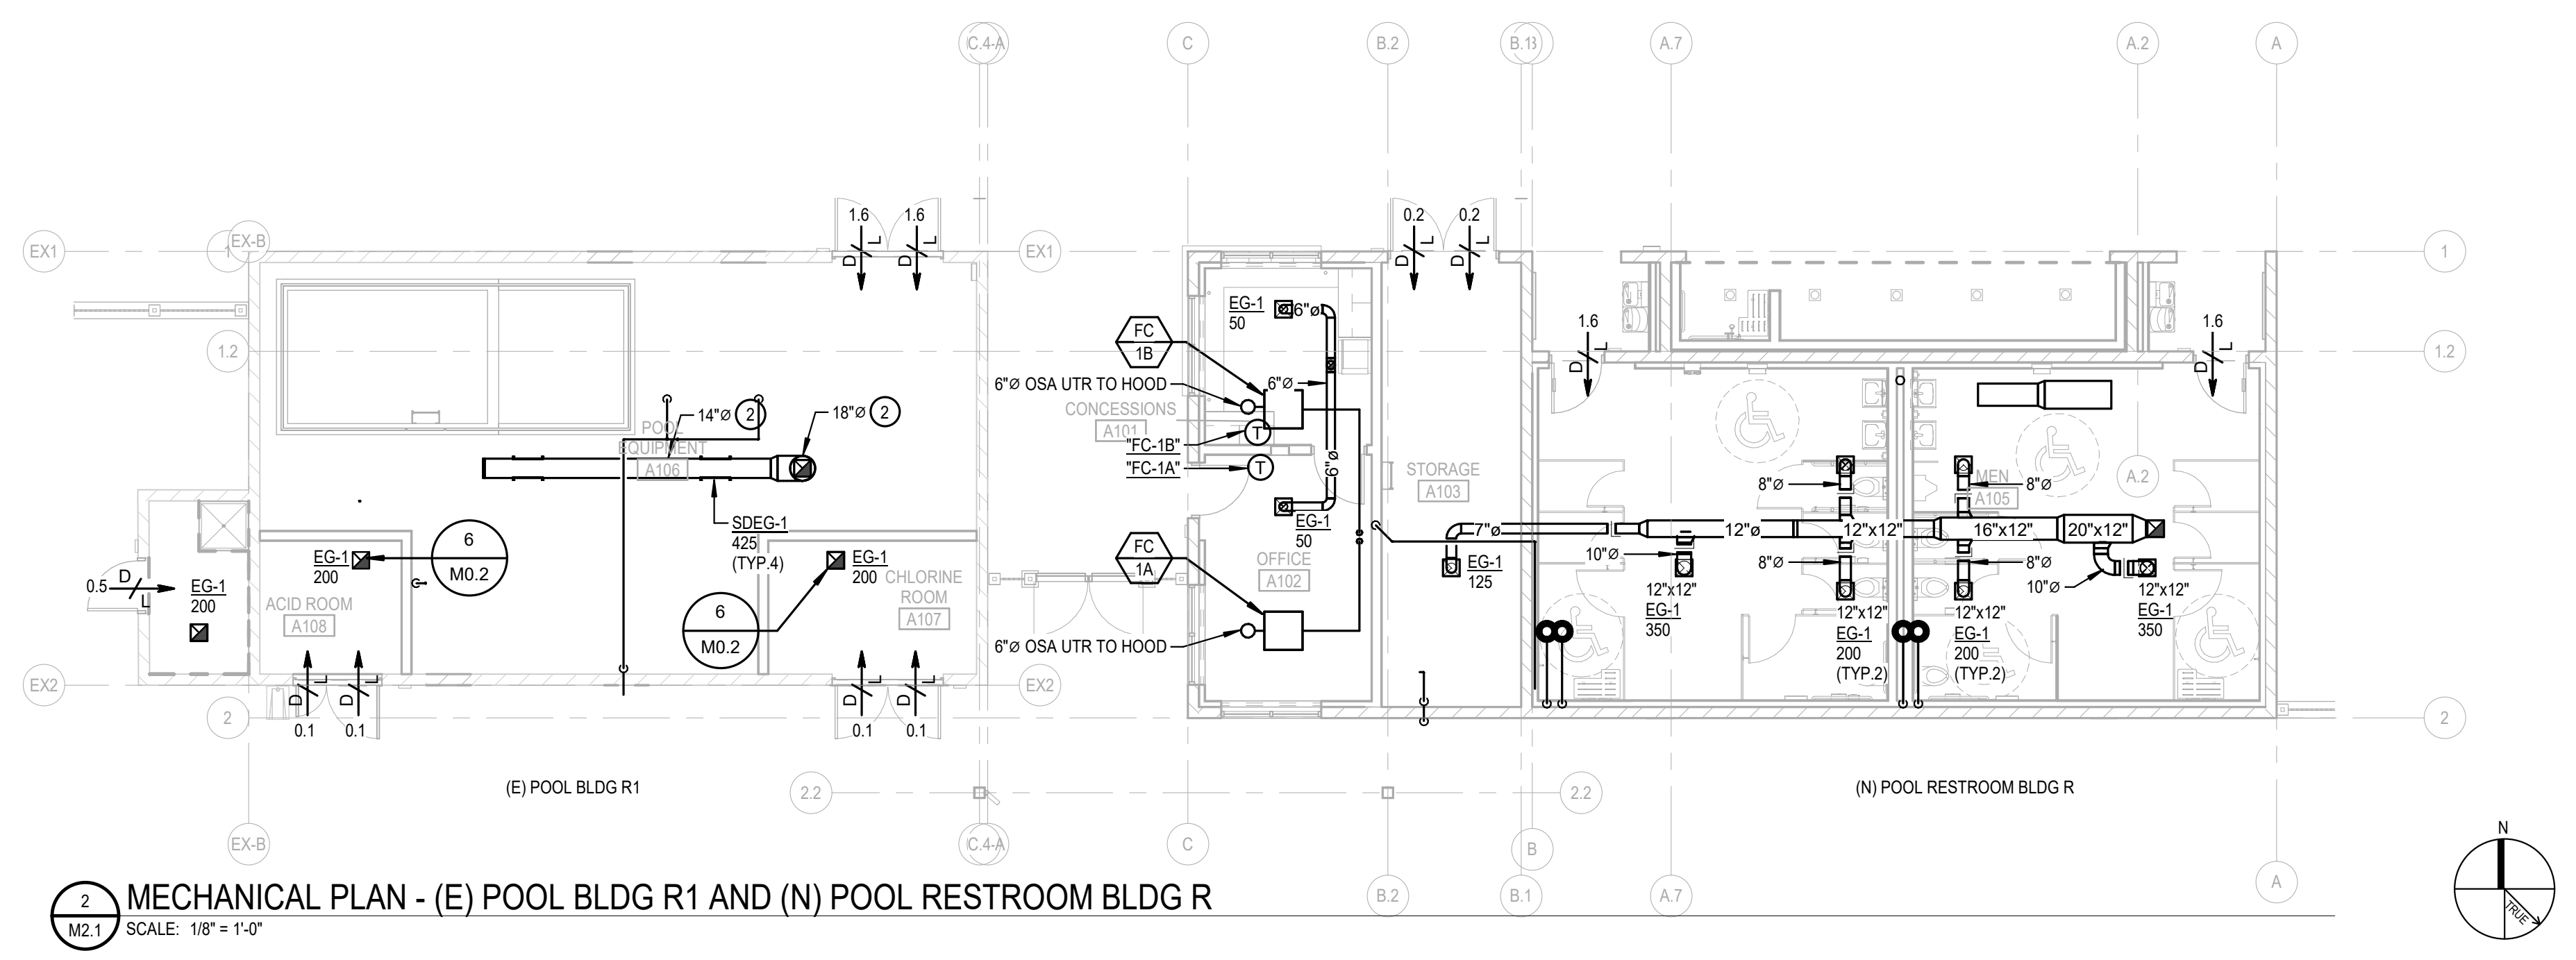 C.4-A
C
B.2
B.1
B
A.7
A.2
A
1.6
1.6
0.2
0.2
EX1
1
EX-B
D
L
L
EX1
D
L
L
1
EG-1
50
6"ø
1.6
1.6
FC
1B
1.2
D
L
D
L
1.2
6"Ø OSA UTR TO HOOD
6"Ø
14"Ø
2
18"Ø
2
CONCESSIONS
A101
POOL
EQUIPMENT
A106
"FC-1B"
T
"FC-1A"
T
6"Ø
STORAGE
A103
8"Ø
8"Ø
MEN
A105
A.2
SDEG-1
425
(TYP.4)
EG-1
50
7"Ø
12"ø
12"x12"
16"x12"
20"x12"
6
M0.2
EG-1
200
EG-1
200
FC
1A
OFFICE
A102
EG-1
125
10"Ø
8"Ø
8"Ø
10"Ø
0.5
D
L
EG-1
200
ACID ROOM
A108
CHLORINE
ROOM
A107
12"x12"
EG-1
350
12"x12"
EG-1
200
(TYP.2)
12"x12"
EG-1
200
(TYP.2)
12"x12"
EG-1
350
6
M0.2
6"Ø OSA UTR TO HOOD
EX2
D
L
D
L
D
L
D
L
EX2
2
2
0.1
0.1
0.1
0.1
(E) POOL BLDG R1
2.2
2.2
(N) POOL RESTROOM BLDG R
EX-B
C.4-A
C
B
B.2
B.1
A.7
A
N
TRUE
2
M2.1
MECHANICAL PLAN - (E) POOL BLDG R1 AND (N) POOL RESTROOM BLDG R
SCALE: 1/8" = 1'-0"